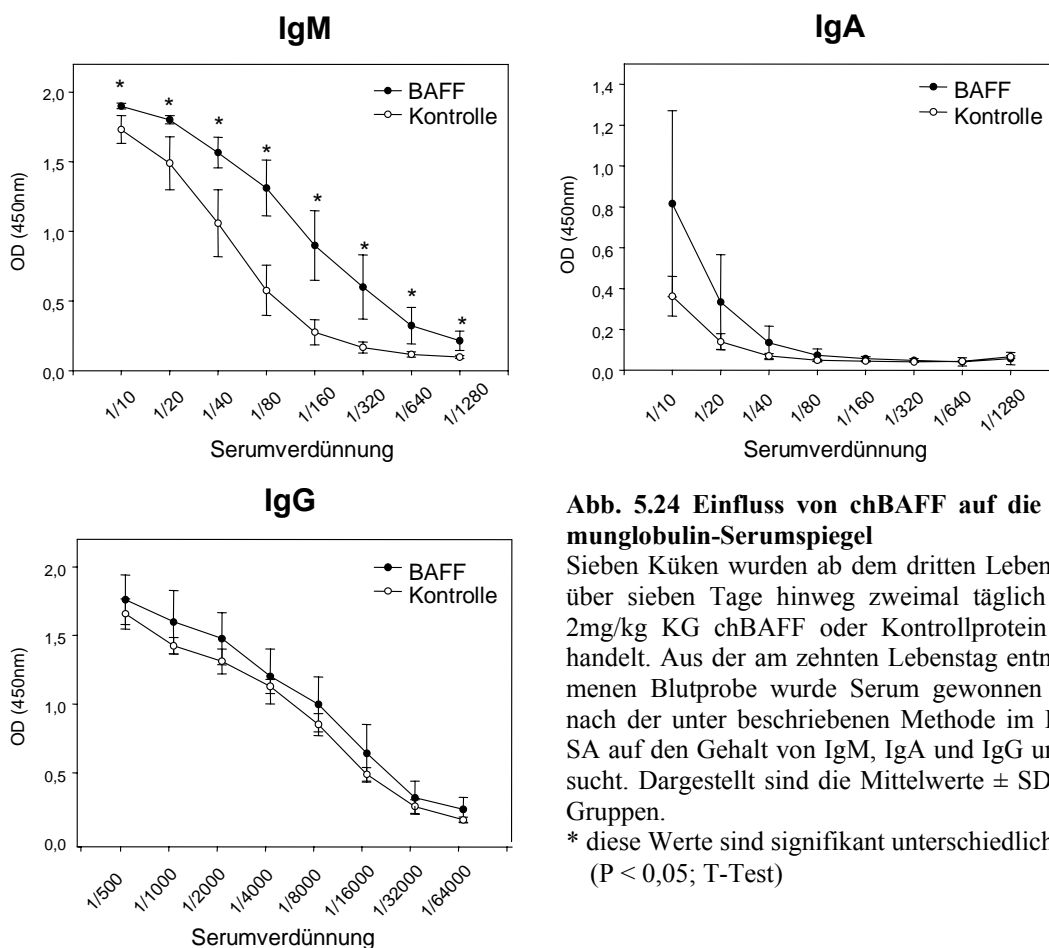 IgM
2,0
1,5
1,0
0,5
0,0
OD (450nm)
* * * * * * * *
BAFF
Kontrolle
1/10 1/20 1/40 1/80 1/160 1/320 1/640 1/1280
Serumverdünnung
IgA
1,4
1,2
1,0
0,8
0,6
0,4
0,2
0,0
OD (450nm)
BAFF
Kontrolle
1/10 1/20 1/40 1/80 1/160 1/320 1/640 1/1280
Serumverdünnung
IgG
2,0
1,5
1,0
0,5
0,0
OD (450nm)
BAFF
Kontrolle
1/500 1/1000 1/2000 1/4000 1/8000 1/16000 1/32000 1/64000
Serumverdünnung
Abb. 5.24 Einfluss von chBAFF auf die
munglobulin-Serumspiegel
Sieben Küken wurden ab dem dritten Leben
über sieben Tage hinweg zweimal täglich
2mg/kg KG chBAFF oder Kontrollprotein
handelt. Aus der am zehnten Lebenstag entn
menen Blutprobe wurde Serum gewonnen
nach der unter beschriebenen Methode im
SA auf den Gehalt von IgM, IgA und IgG un
sucht. Dargestellt sind die Mittelwerte ± SD
Gruppen.
* diese Werte sind signifikant unterschiedlich
(P < 0,05; T-Test)